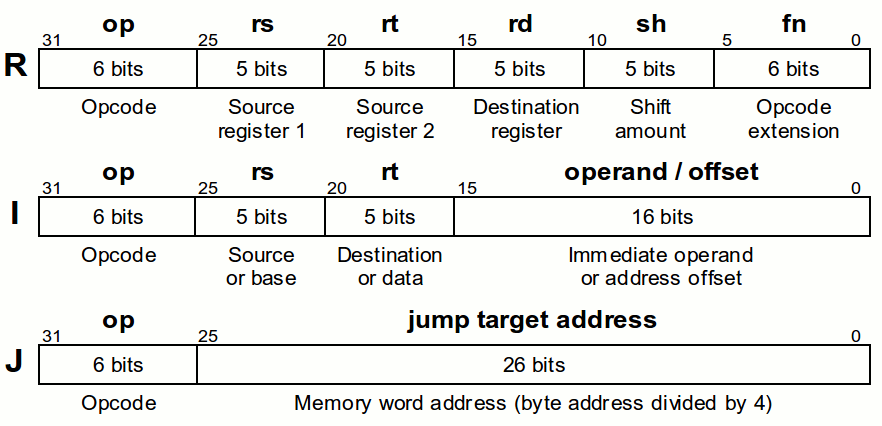 op rs rt rd sh fn
31 25 20 15 10 5 0
R 6 bits 5 bits 5 bits 5 bits 5 bits 6 bits
Opcode Source Source Destination Shift Opcode
register 1 register 2 register amount extension
op rs rt operand / offset
31 25 20 15 0
I 6 bits 5 bits 5 bits 16 bits
Opcode Source Destination Immediate operand
or base or data or address offset
op jump target address
31 25 0
J 6 bits 26 bits
Opcode Memory word address (byte address divided by 4)